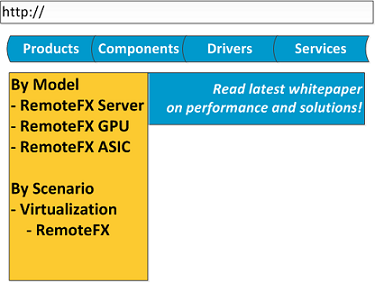 http://
Products Components Drivers Services
By Model
- RemoteFX Server
- RemoteFX GPU
- RemoteFX ASIC
By Scenario
- Virtualization
- RemoteFX
Read latest whitepaper
on performance and solutions!